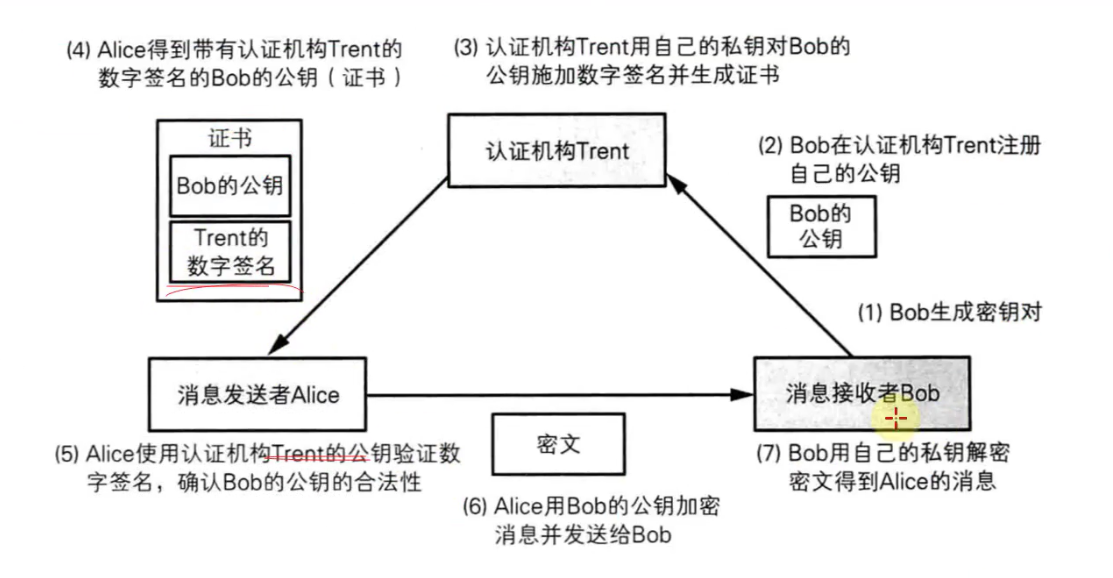 (4) Alice得到带有认证机构Trent的
数字签名的Bob的公钥（证书）
(3) 认证机构Trent用自己的私钥对Bob的
公钥施加数字签名并生成证书
证书
Bob的公钥
Trent的
数字签名
认证机构Trent
(2) Bob在认证机构Trent注册
自己的公钥
Bob的
公钥
(1) Bob生成密钥对
消息发送者Alice
消息接收者Bob
(5) Alice使用认证机构Trent的公钥验证数
字签名，确认Bob的公钥的合法性
密文
(6) Alice用Bob的公钥加密
消息并发送给Bob
(7) Bob用自己的私钥解密
密文得到Alice的消息